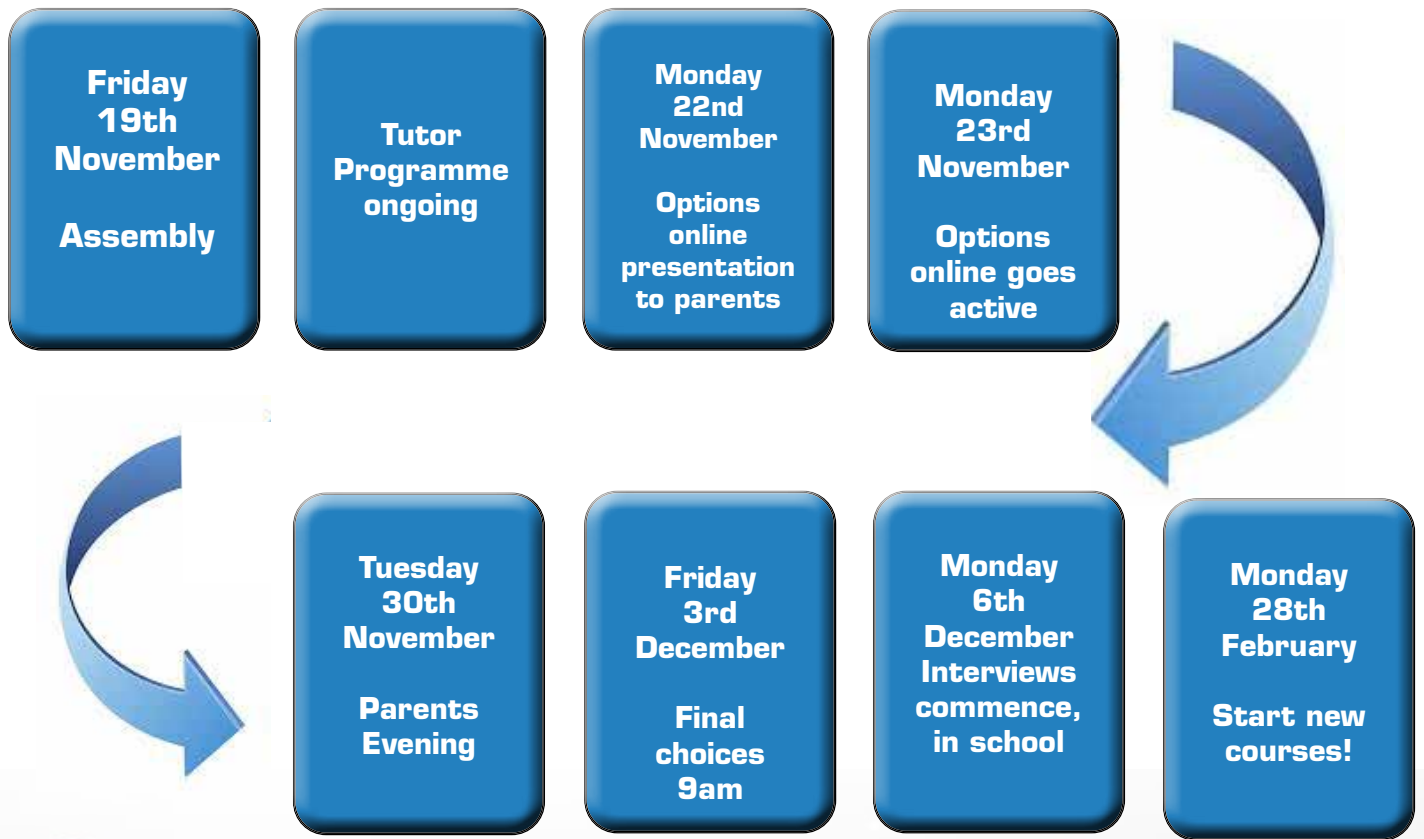 Friday
19th
November
Assembly
Tutor
Programme
ongoing
Monday
22nd
November
Options
online
presentation
to parents
Monday
23rd
November
Options
online goes
active
Tuesday
30th
November
Parents
Evening
Friday
3rd
December
Final
choices
9am
Monday
6th
December
Interviews
commence,
in school
Monday
28th
February
Start new
courses!